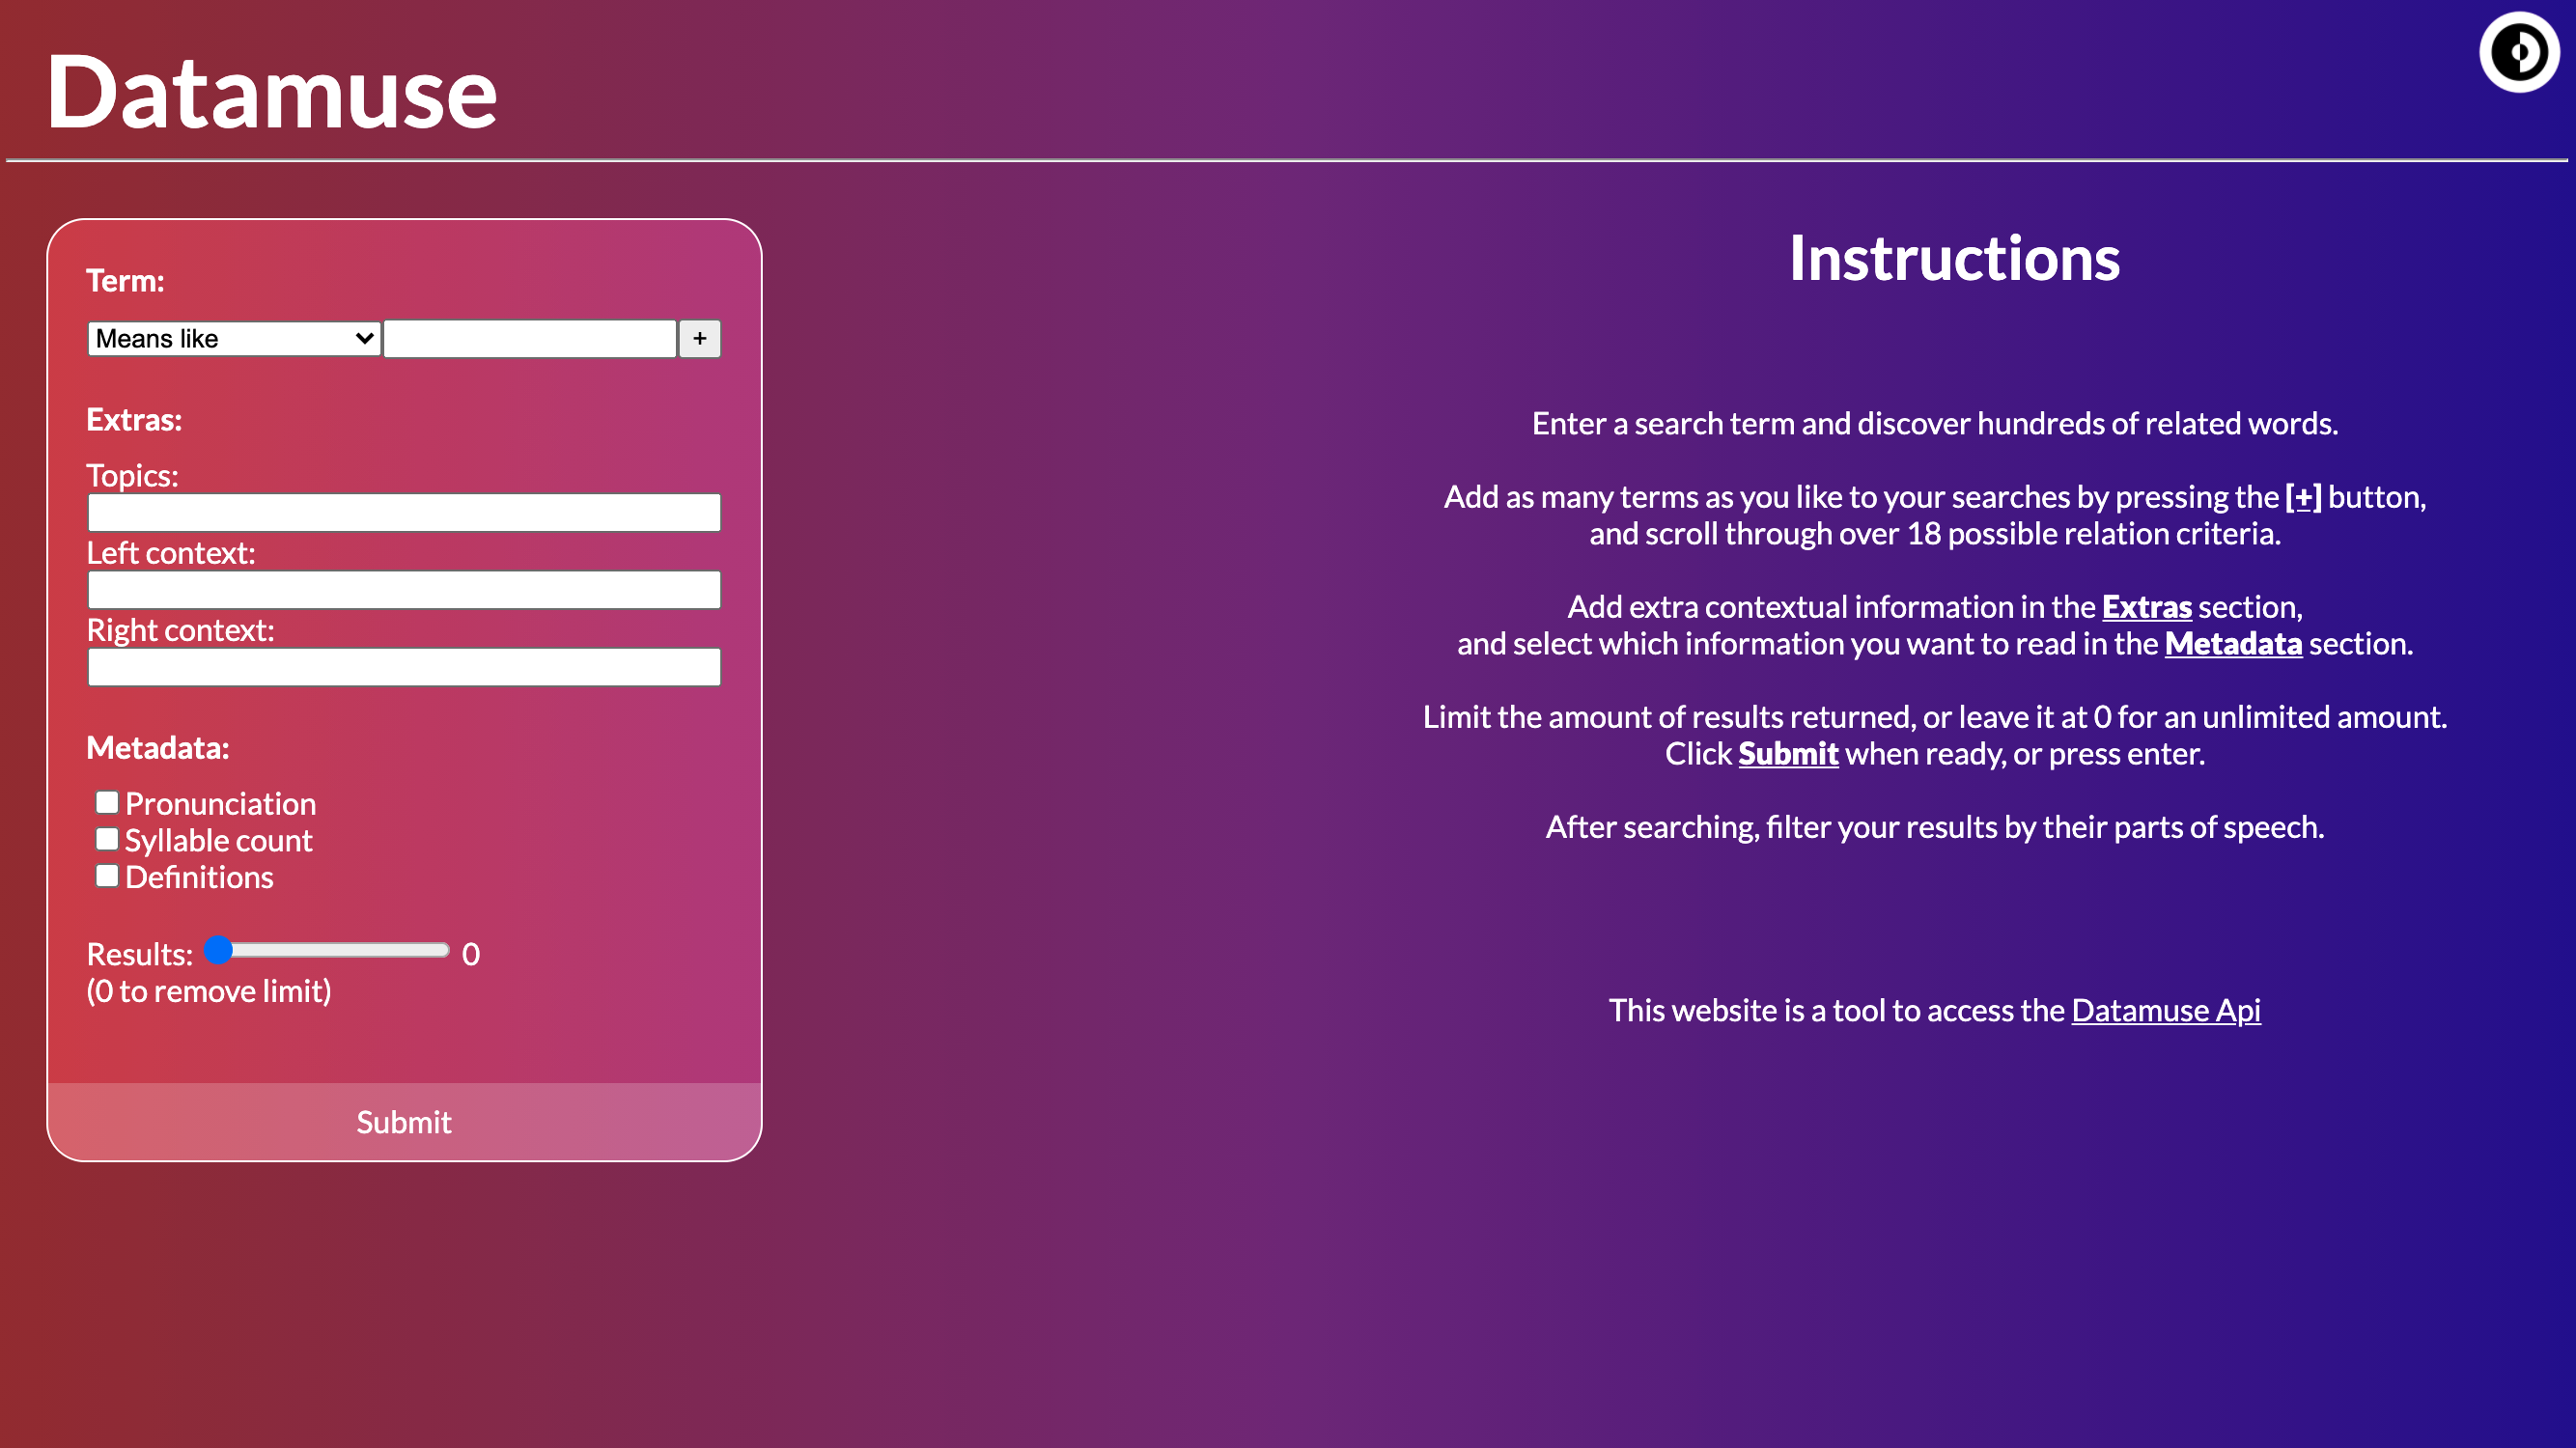 Datamuse
Term:
Means like
+
Extras:
Topics:
Left context:
Right context:
Metadata:
Pronunciation
Syllable count
Definitions
Results: 0
(0 to remove limit)
Submit
Instructions
Enter a search term and discover hundreds of related words.
Add as many terms as you like to your searches by pressing the [+] button,
and scroll through over 18 possible relation criteria.
Add extra contextual information in the Extras section,
and select which information you want to read in the Metadata section.
Limit the amount of results returned, or leave it at 0 for an unlimited amount.
Click Submit when ready, or press enter.
After searching, filter your results by their parts of speech.
This website is a tool to access the Datamuse Api